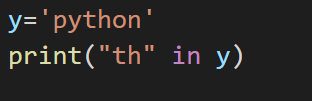 y='python'
print("th" in y)